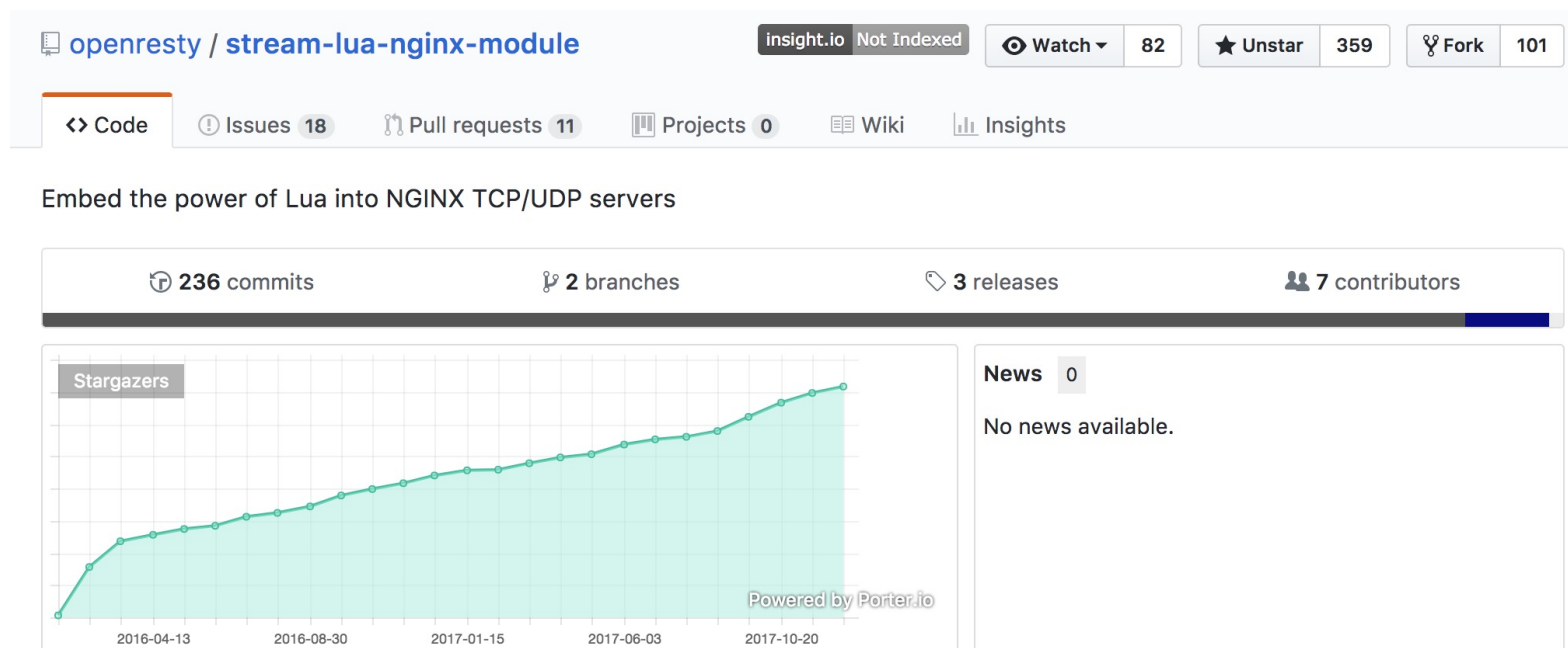 openresty / stream-lua-nginx-module insight.io Not Indexed Watch 82 Unstar 359 Fork 101
Code Issues 18 Pull requests 11 Projects 0 Wiki Insights
Embed the power of Lua into NGINX TCP/UDP servers
236 commits 2 branches 3 releases 7 contributors
Stargazers
Powered by Porter.io
2016-04-13 2016-08-30 2017-01-15 2017-06-03 2017-10-20
News 0
No news available.